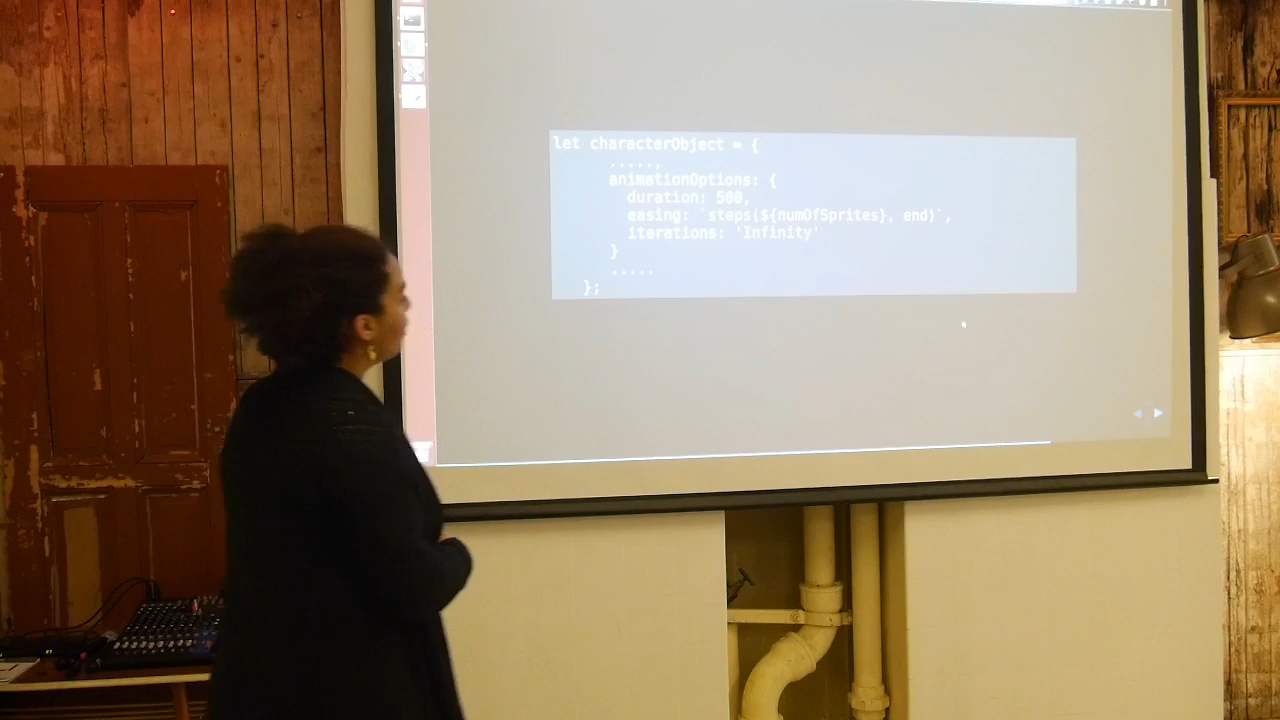 let characterObject = {
.....,
animationOptions: {
duration: 500,
easing: `steps(${numOfSprites}, end)`,
iterations: 'Infinity'
}
.....
};